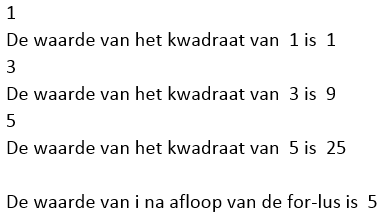 1
De waarde van het kwadraat van  1 is  1
3
De waarde van het kwadraat van  3 is  9
5
De waarde van het kwadraat van  5 is  25

De waarde van i na afloop van de for-lus is  5